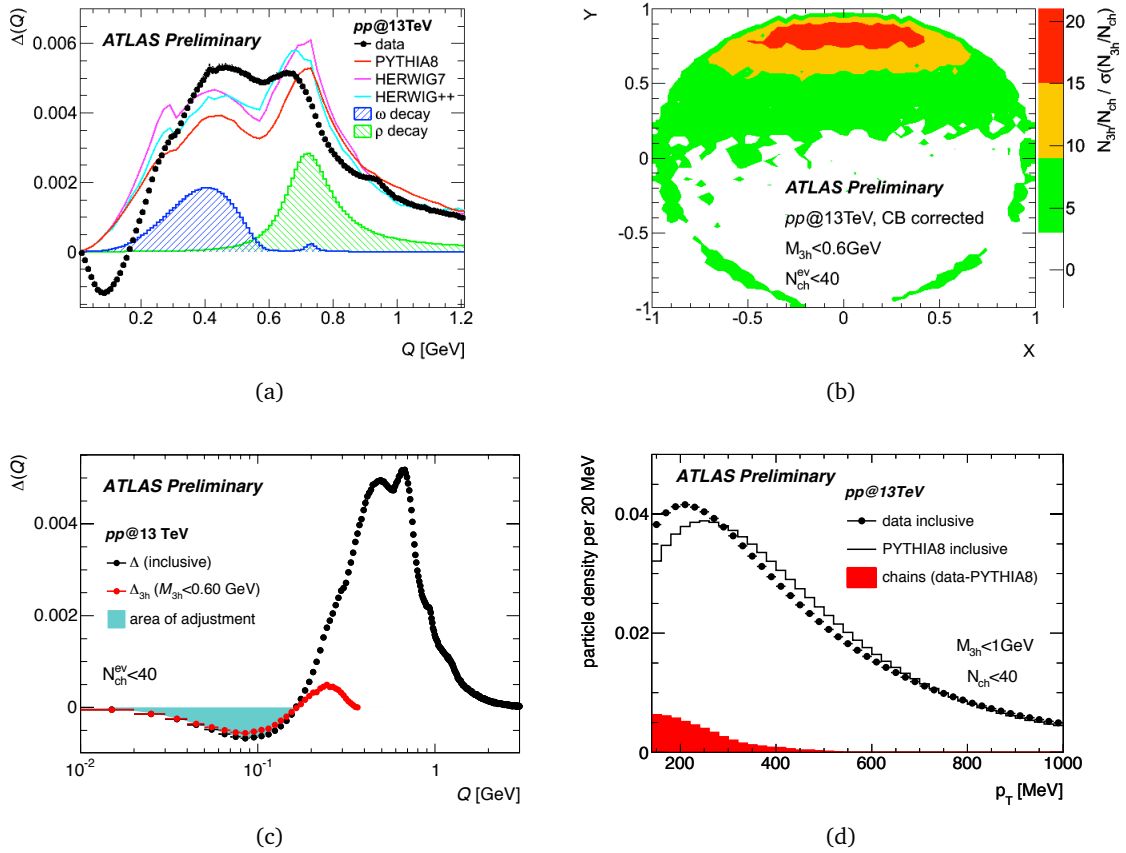 Δ(Q)
ATLAS Preliminary
pp@13TeV
data
PYTHIA8
HERWIG7
HERWIG++
ω decay
ρ decay
0.006
0.004
0.002
0
0.2 0.4 0.6 0.8 1 1.2
Q [GeV]
(a)
Y
1
0.5
0
-0.5
-1
-1 -0.5 0 0.5 1
X
ATLAS Preliminary
pp@13TeV, CB corrected
M3h<0.6GeV
N^ev_ch<40
20
15
10
5
0
N3h/Nch / σ(N3h/Nch)
(b)
Δ(Q)
ATLAS Preliminary
pp@13 TeV
Δ (inclusive)
Δ3h (M3h<0.60 GeV)
area of adjustment
N^ev_ch<40
0.004
0.002
0
10⁻² 10⁻¹ 1
Q [GeV]
(c)
particle density per 20 MeV
ATLAS Preliminary
pp@13TeV
data inclusive
PYTHIA8 inclusive
chains (data-PYTHIA8)
M3h<1GeV
Nch<40
0.04
0.02
0
200 400 600 800 1000
pT [MeV]
(d)